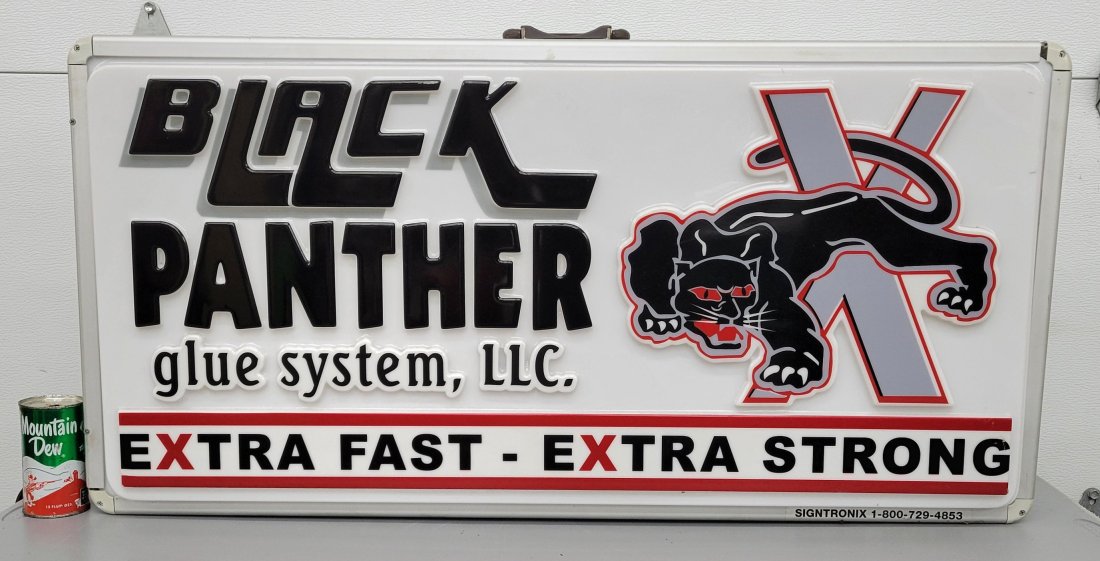 BLACK
PANTHER
glue system, LLC.
X
EXTRA FAST - EXTRA STRONG
SIGNTRONIX 1-800-729-4853
Mountain
Dew